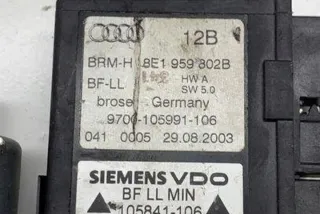 12B
BRM-H 8E1 959 802B
BF-LL HW A
SW 5.0
brose Germany
9700-105991-106
041 0005 29.08.2003
SIEMENS VDO
BF LL MIN
105841-106